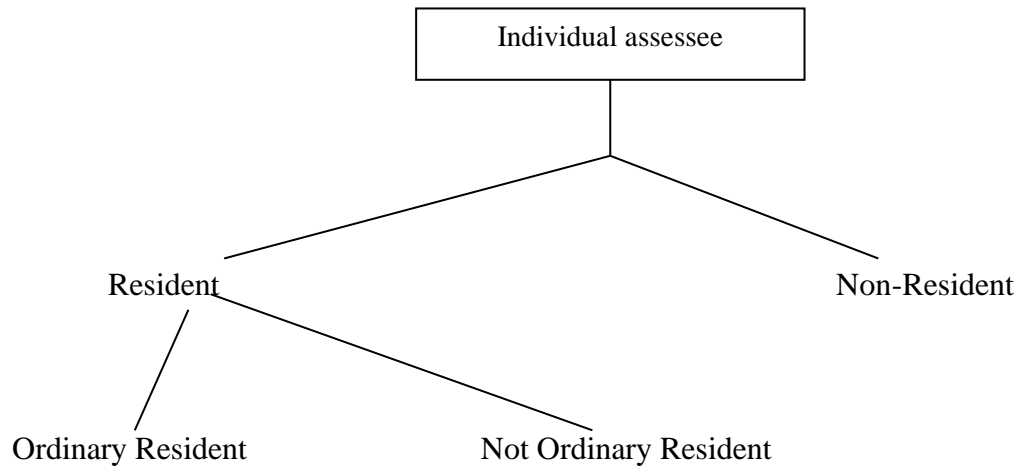 Individual assessee
Resident
Non-Resident
Ordinary Resident
Not Ordinary Resident